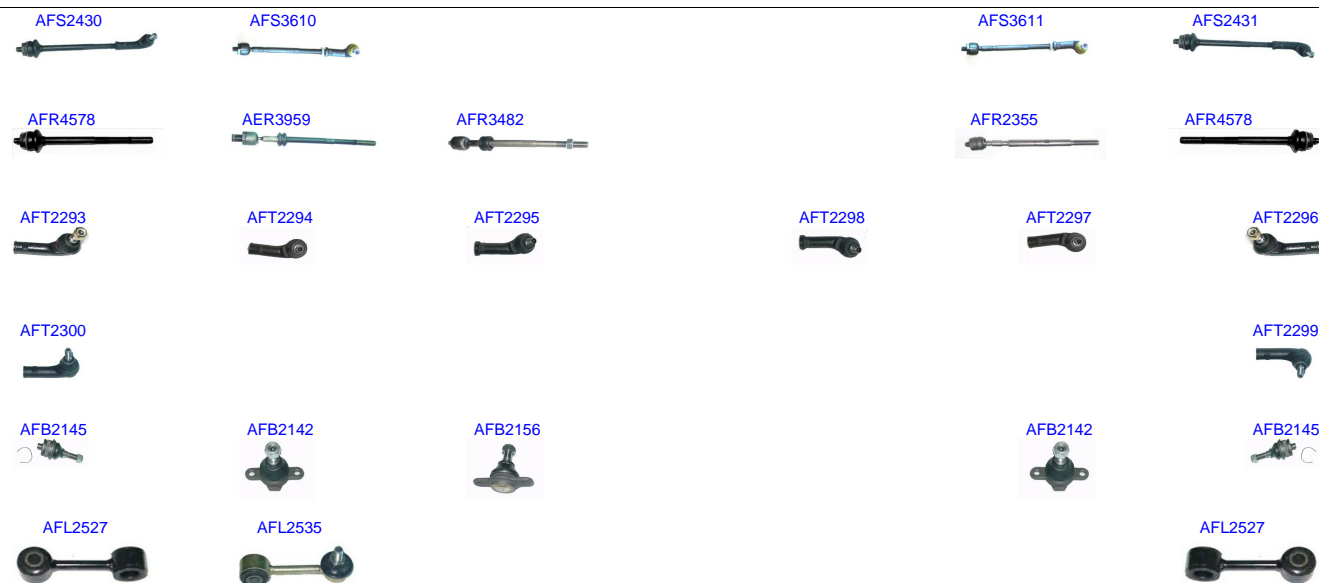 AFS2430 AFS3610 AFS3611 AFS2431
AFR4578 AER3959 AFR3482 AFR2355 AFR4578
AFT2293 AFT2294 AFT2295 AFT2298 AFT2297 AFT2296
AFT2300 AFT2299
AFB2145 AFB2142 AFB2156 AFB2142 AFB2145
AFL2527 AFL2535 AFL2527